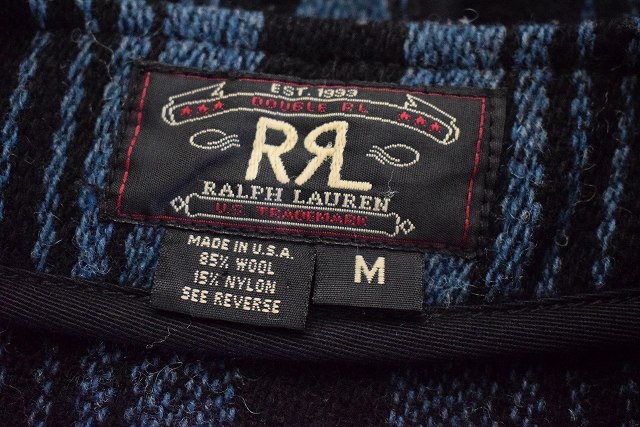 EST. 1993
DOUBLE RL
RRL
RALPH LAUREN
U.S. TRADEMARK
MADE IN U.S.A.
85% WOOL
15% NYLON
SEE REVERSE
M